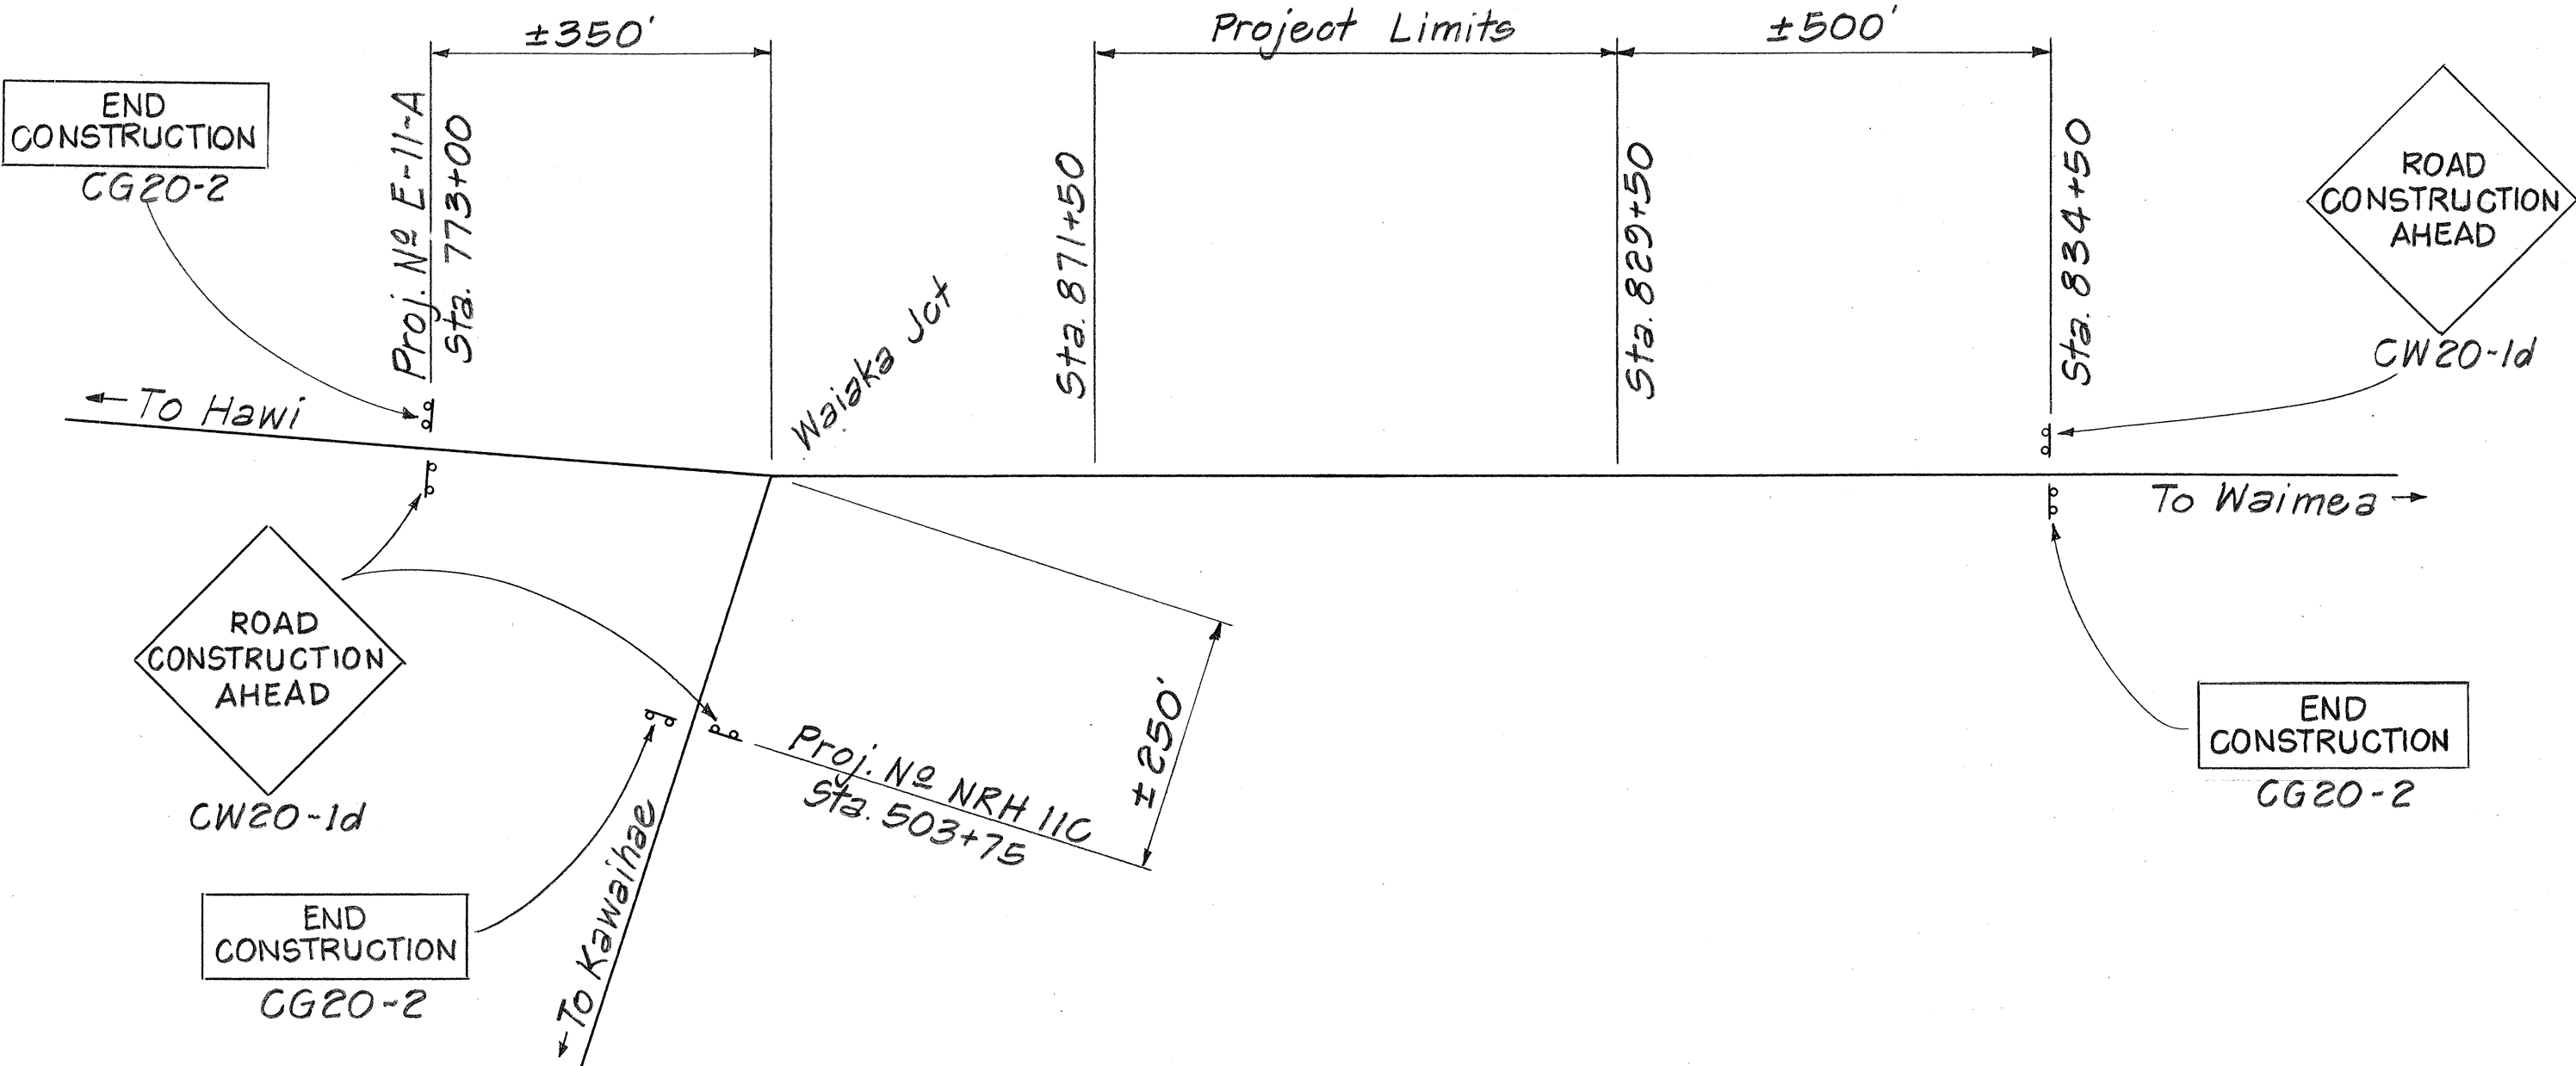 ±350'
Project Limits
±500'
END
CONSTRUCTION
CG20-2
Proj. Nº E-11-A
Sta. 773+00
Waiaka Jct
Sta. 871+50
Sta. 829+50
Sta. 834+50
ROAD
CONSTRUCTION
AHEAD
CW20-1d
←To Hawi
To Waimea→
ROAD
CONSTRUCTION
AHEAD
CW20-1d
Proj. Nº NRH 11C
Sta. 503+75
±250'
END
CONSTRUCTION
CG20-2
END
CONSTRUCTION
CG20-2
←To Kawaihae